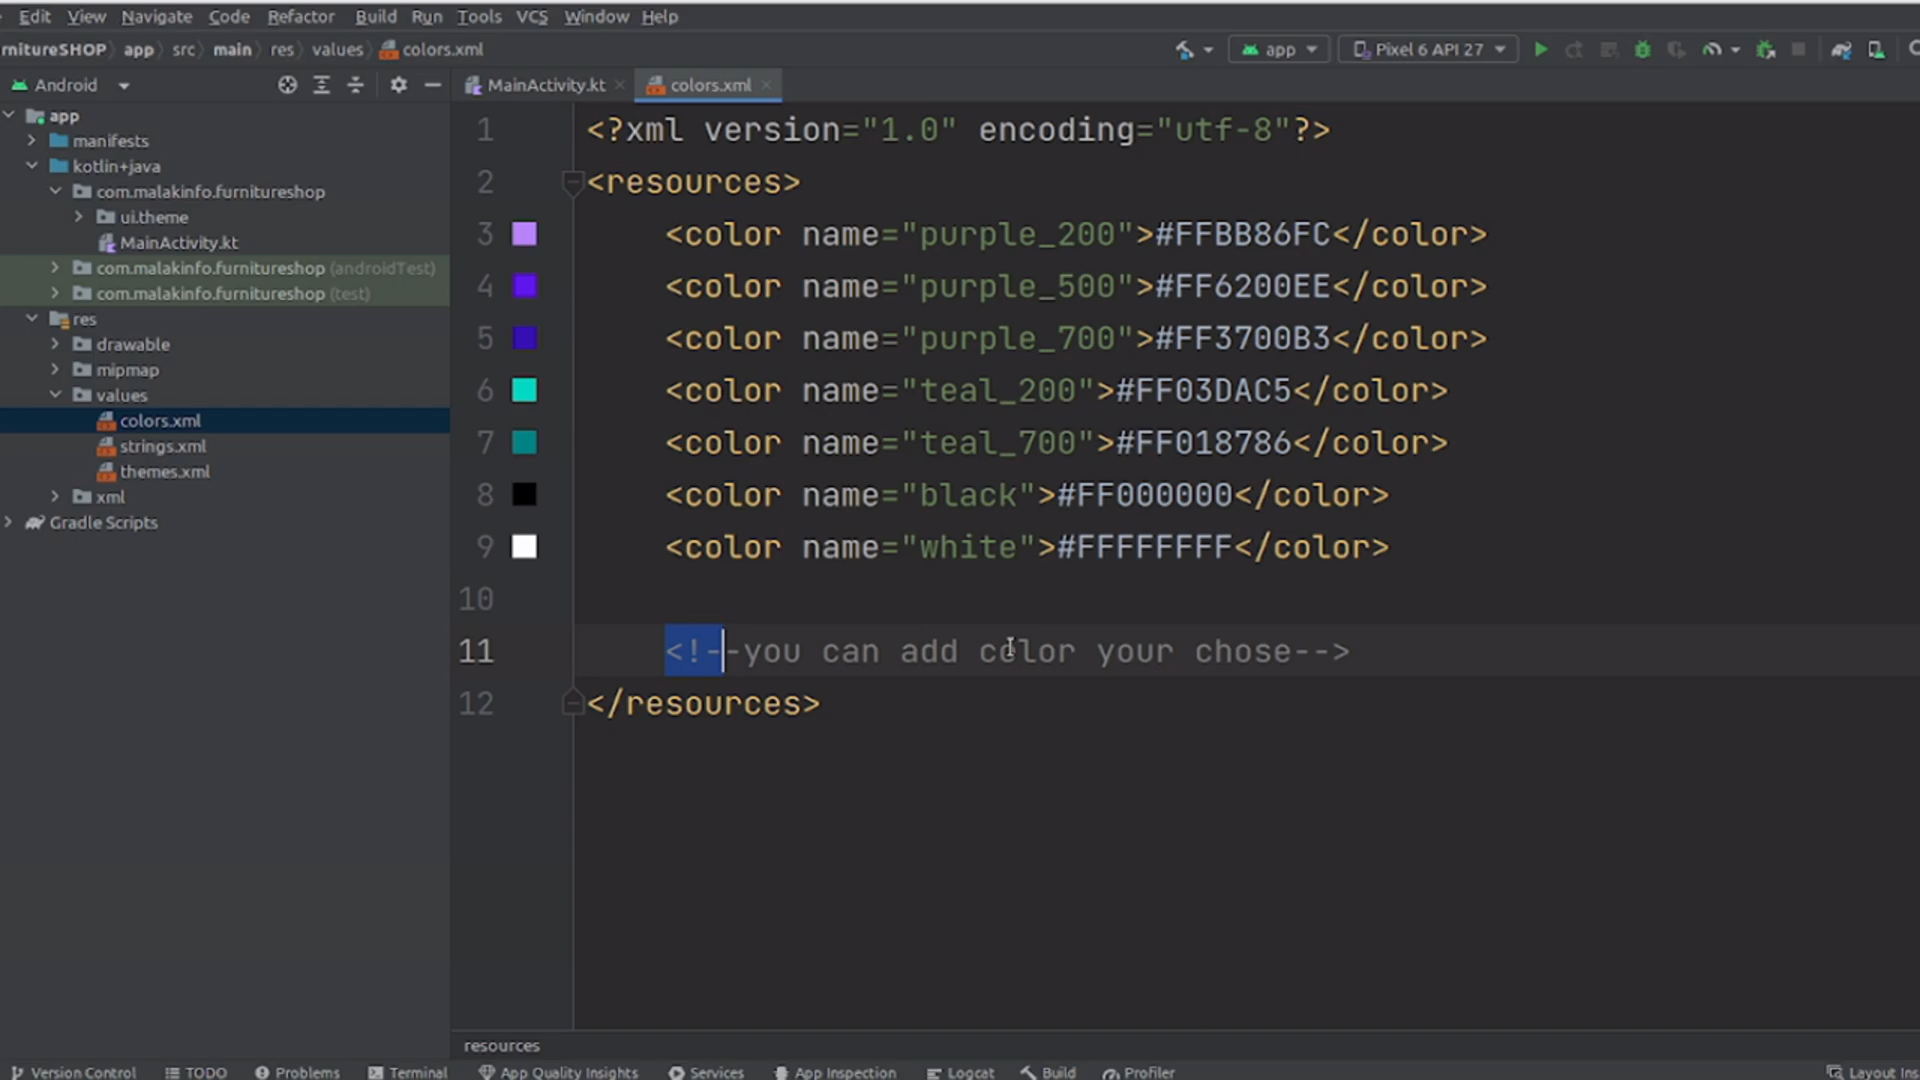 Edit View Navigate Code Refactor Build Run Tools VCS Window Help
rnitureSHOP app src main res values colors.xml app Pixel 6 API 27
Android MainActivity.kt colors.xml
app
manifests
kotlin+java
com.malakinfo.furnitureshop
ui.theme
MainActivity.kt
com.malakinfo.furnitureshop (androidTest)
com.malakinfo.furnitureshop (test)
res
drawable
mipmap
values
colors.xml
strings.xml
themes.xml
xml
Gradle Scripts
1 <?xml version="1.0" encoding="utf-8"?>
2 <resources>
3 <color name="purple_200">#FFBB86FC</color>
4 <color name="purple_500">#FF6200EE</color>
5 <color name="purple_700">#FF3700B3</color>
6 <color name="teal_200">#FF03DAC5</color>
7 <color name="teal_700">#FF018786</color>
8 <color name="black">#FF000000</color>
9 <color name="white">#FFFFFFFF</color>
10
11 <!--you can add color your chose-->
12 </resources>
resources
Version Control TODO Problems Terminal App Quality Insights Services App Inspection Logcat Build Profiler Layout Ins